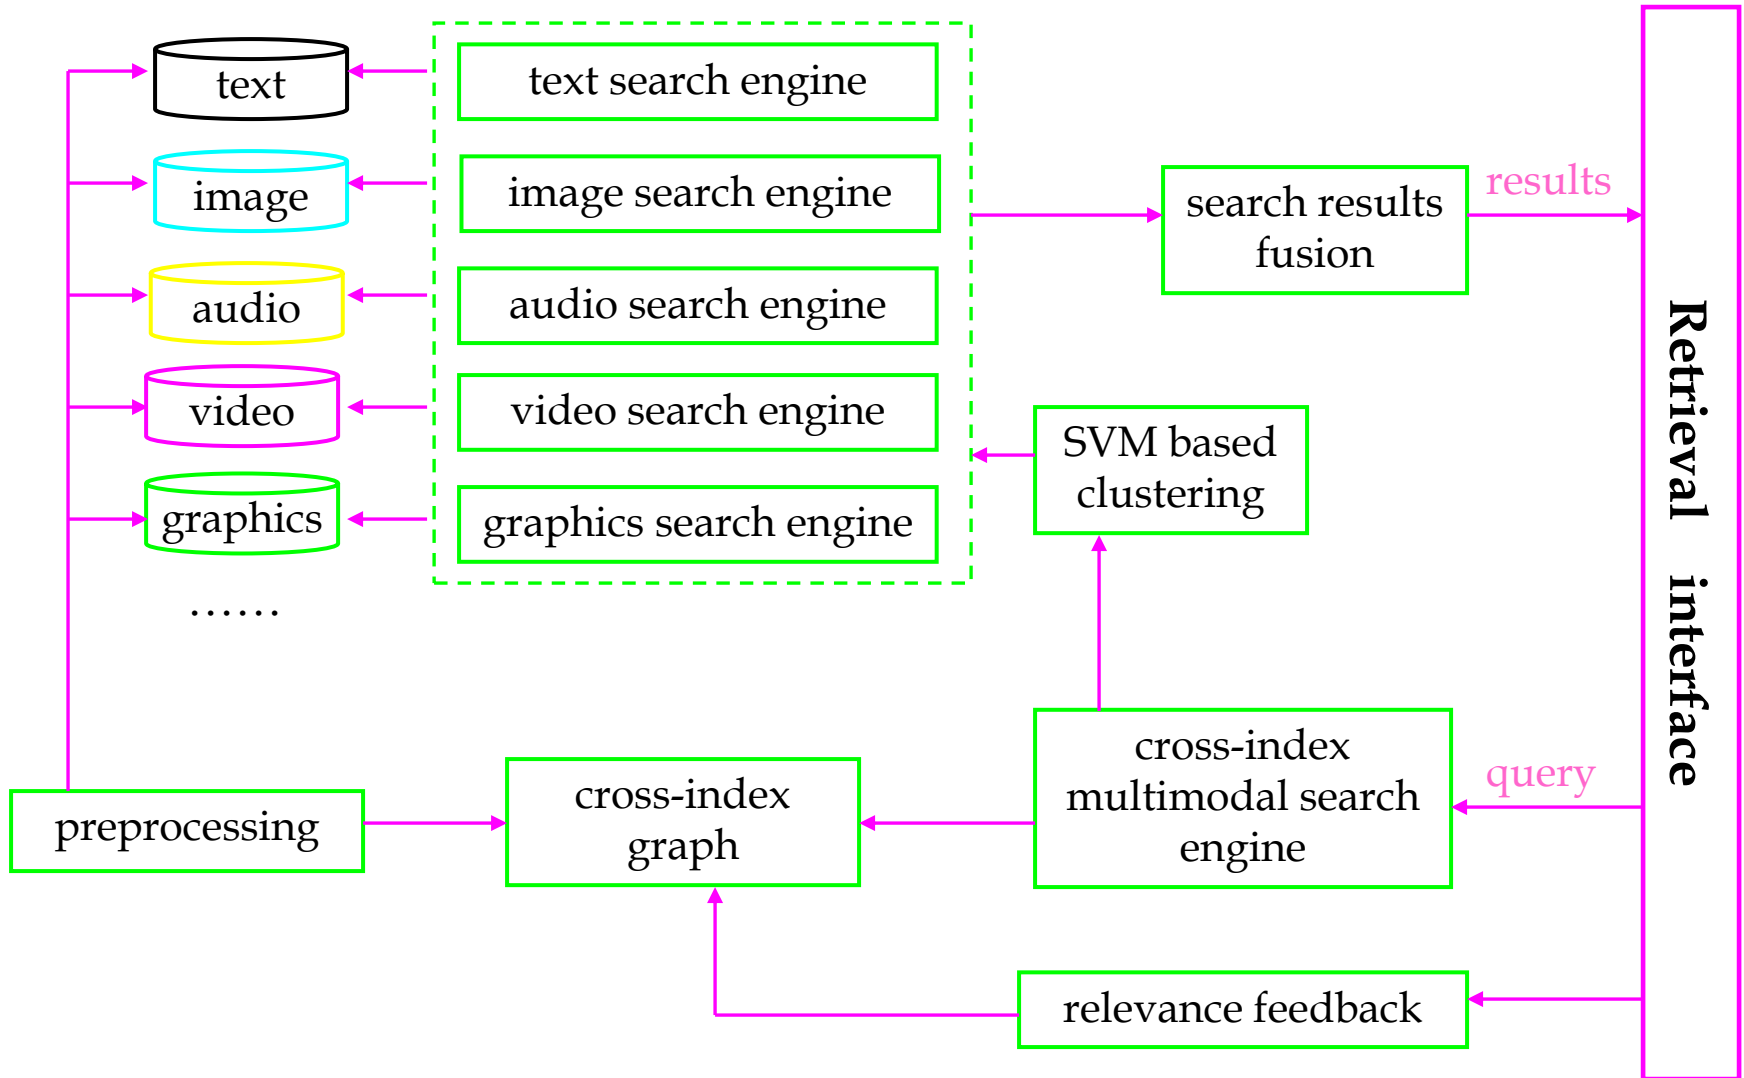 text
text search engine
image
image search engine
audio
audio search engine
video
video search engine
graphics
graphics search engine
……
search results
fusion
results
SVM based
clustering
Retrieval interface
preprocessing
cross-index
graph
cross-index
multimodal search
engine
query
relevance feedback